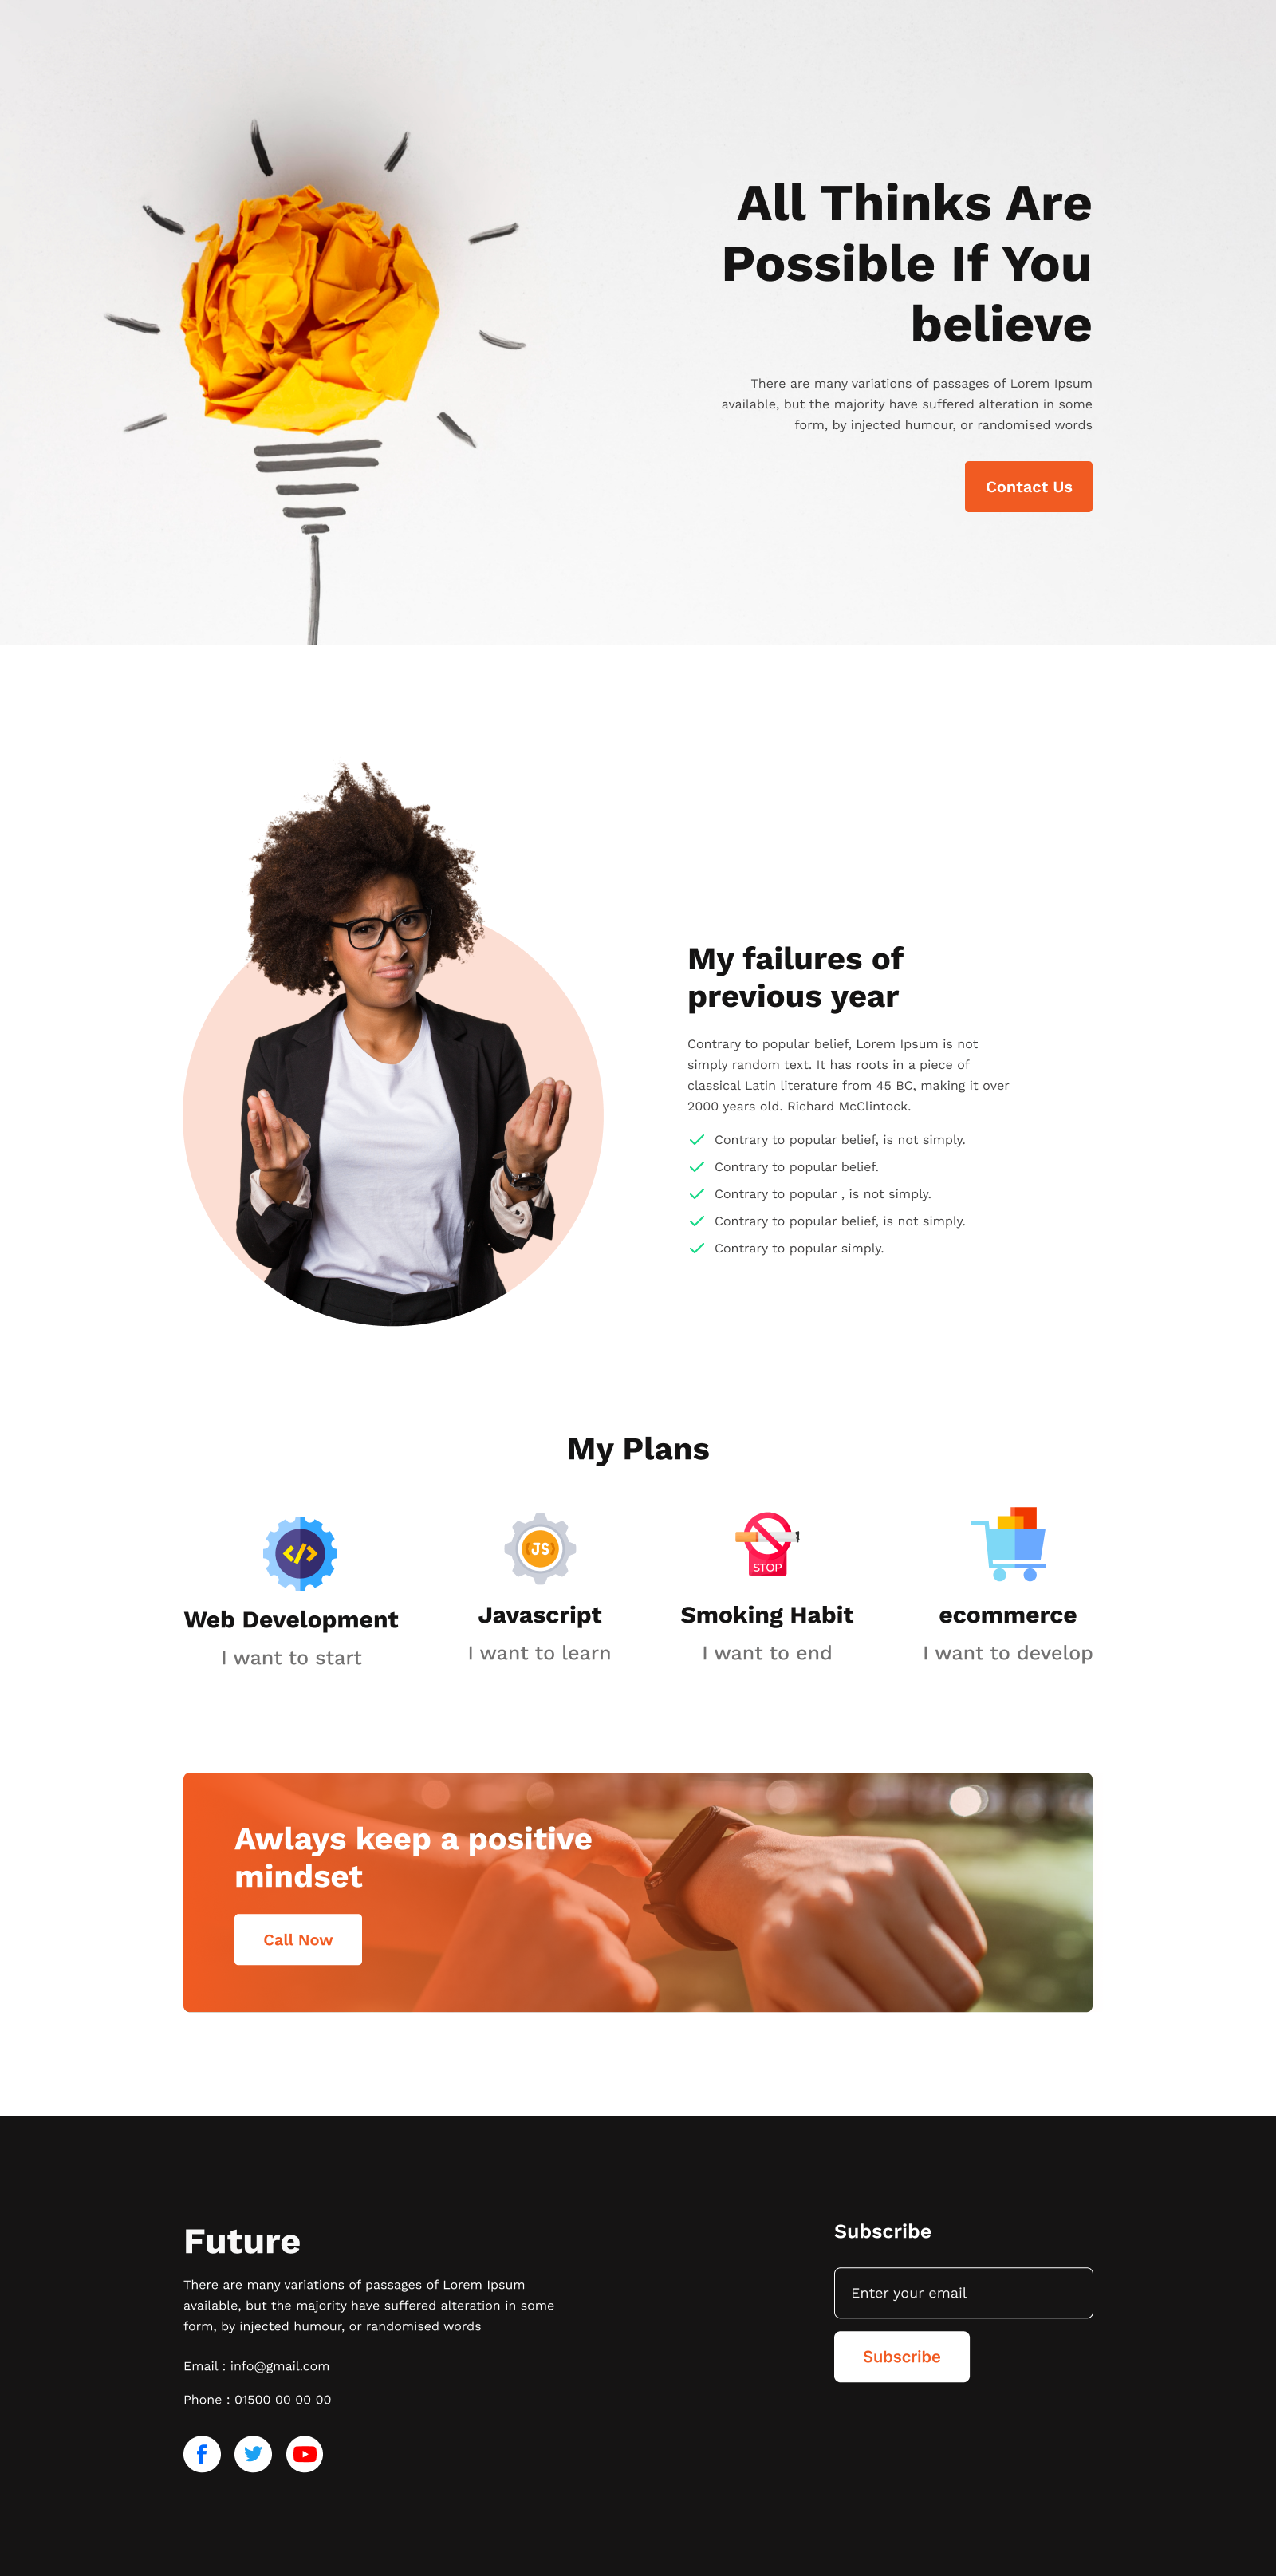 All Thinks Are
Possible If You
believe
There are many variations of passages of Lorem Ipsum
available, but the majority have suffered alteration in some
form, by injected humour, or randomised words
Contact Us
My failures of
previous year
Contrary to popular belief, Lorem Ipsum is not
simply random text. It has roots in a piece of
classical Latin literature from 45 BC, making it over
2000 years old. Richard McClintock.
Contrary to popular belief, is not simply.
Contrary to popular belief.
Contrary to popular , is not simply.
Contrary to popular belief, is not simply.
Contrary to popular simply.
My Plans
</>
Web Development
I want to start
JS
Javascript
I want to learn
STOP
Smoking Habit
I want to end
ecommerce
I want to develop
Awlays keep a positive
mindset
Call Now
Future
There are many variations of passages of Lorem Ipsum
available, but the majority have suffered alteration in some
form, by injected humour, or randomised words
Email : info@gmail.com
Phone : 01500 00 00 00
Subscribe
Enter your email
Subscribe